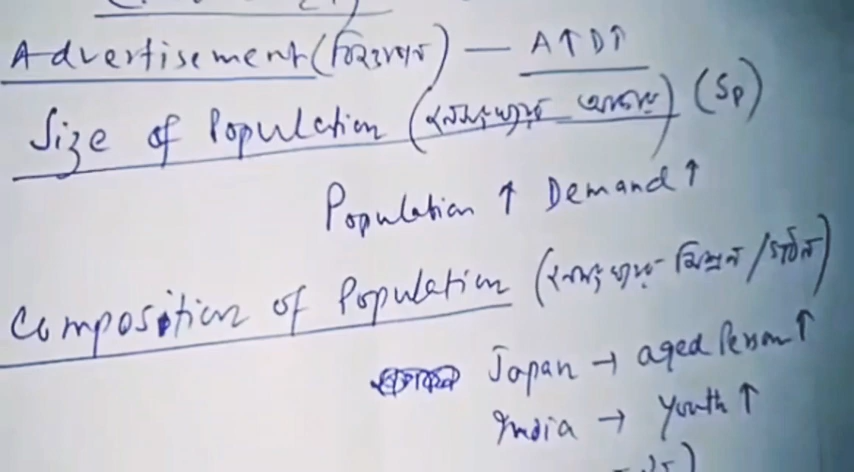 Advertisement (বিজ্ঞাপন) — A↑ D↑
Size of Population (জনসংখ্যাৰ আকাৰ) (Sp)
Population ↑ Demand ↑
Composition of Population (জনসংখ্যাৰ মিশ্ৰণ / গঠন)
Japan → aged Person ↑
India → Youth ↑